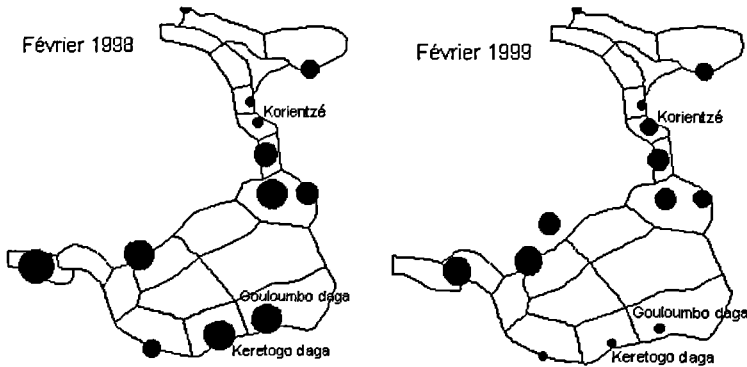 Février 1998
Korientzé
Gouloumbo daga
Keretogo daga
Février 1999
Korientzé
Gouloumbo daga
Keretogo daga